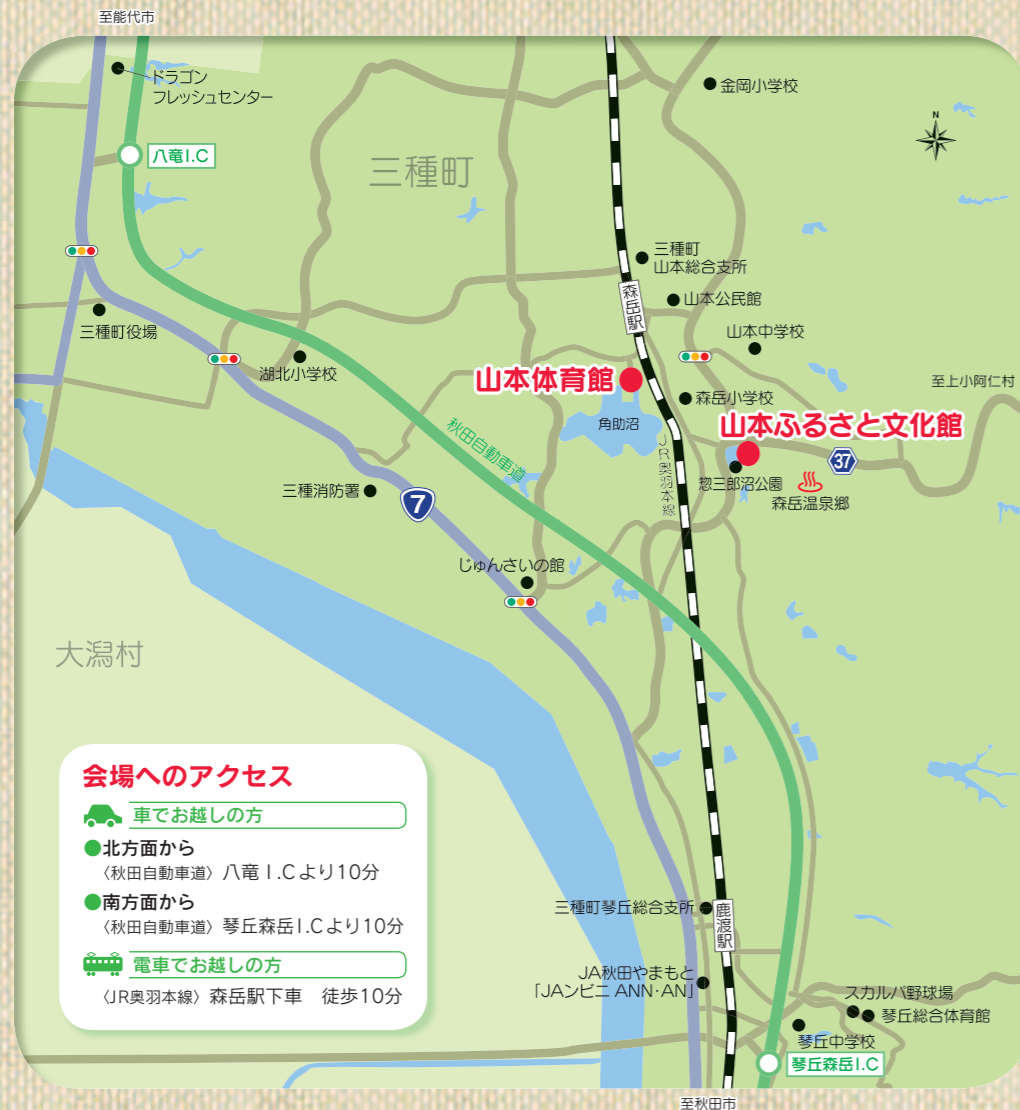 至能代市
ドラゴン
フレッシュセンター
金岡小学校
N
八竜I.C
三種町
三種町
山本総合支所
森岳駅
山本公民館
三種町役場
山本中学校
湖北小学校
山本体育館
至上小阿仁村
森岳小学校
角助沼
山本ふるさと文化館
秋田自動車道
JR奥羽本線
37
惣三郎沼公園
三種消防署
7
森岳温泉郷
じゅんさいの館
大潟村
会場へのアクセス
車でお越しの方
●北方面から
〈秋田自動車道〉八竜I.Cより10分
●南方面から
〈秋田自動車道〉琴丘森岳I.Cより10分
電車でお越しの方
〈JR奥羽本線〉森岳駅下車　徒歩10分
三種町琴丘総合支所
鹿渡駅
JA秋田やまもと
「JAンビニ ANN・AN」
スカルパ野球場
琴丘総合体育館
琴丘中学校
琴丘森岳I.C
至秋田市